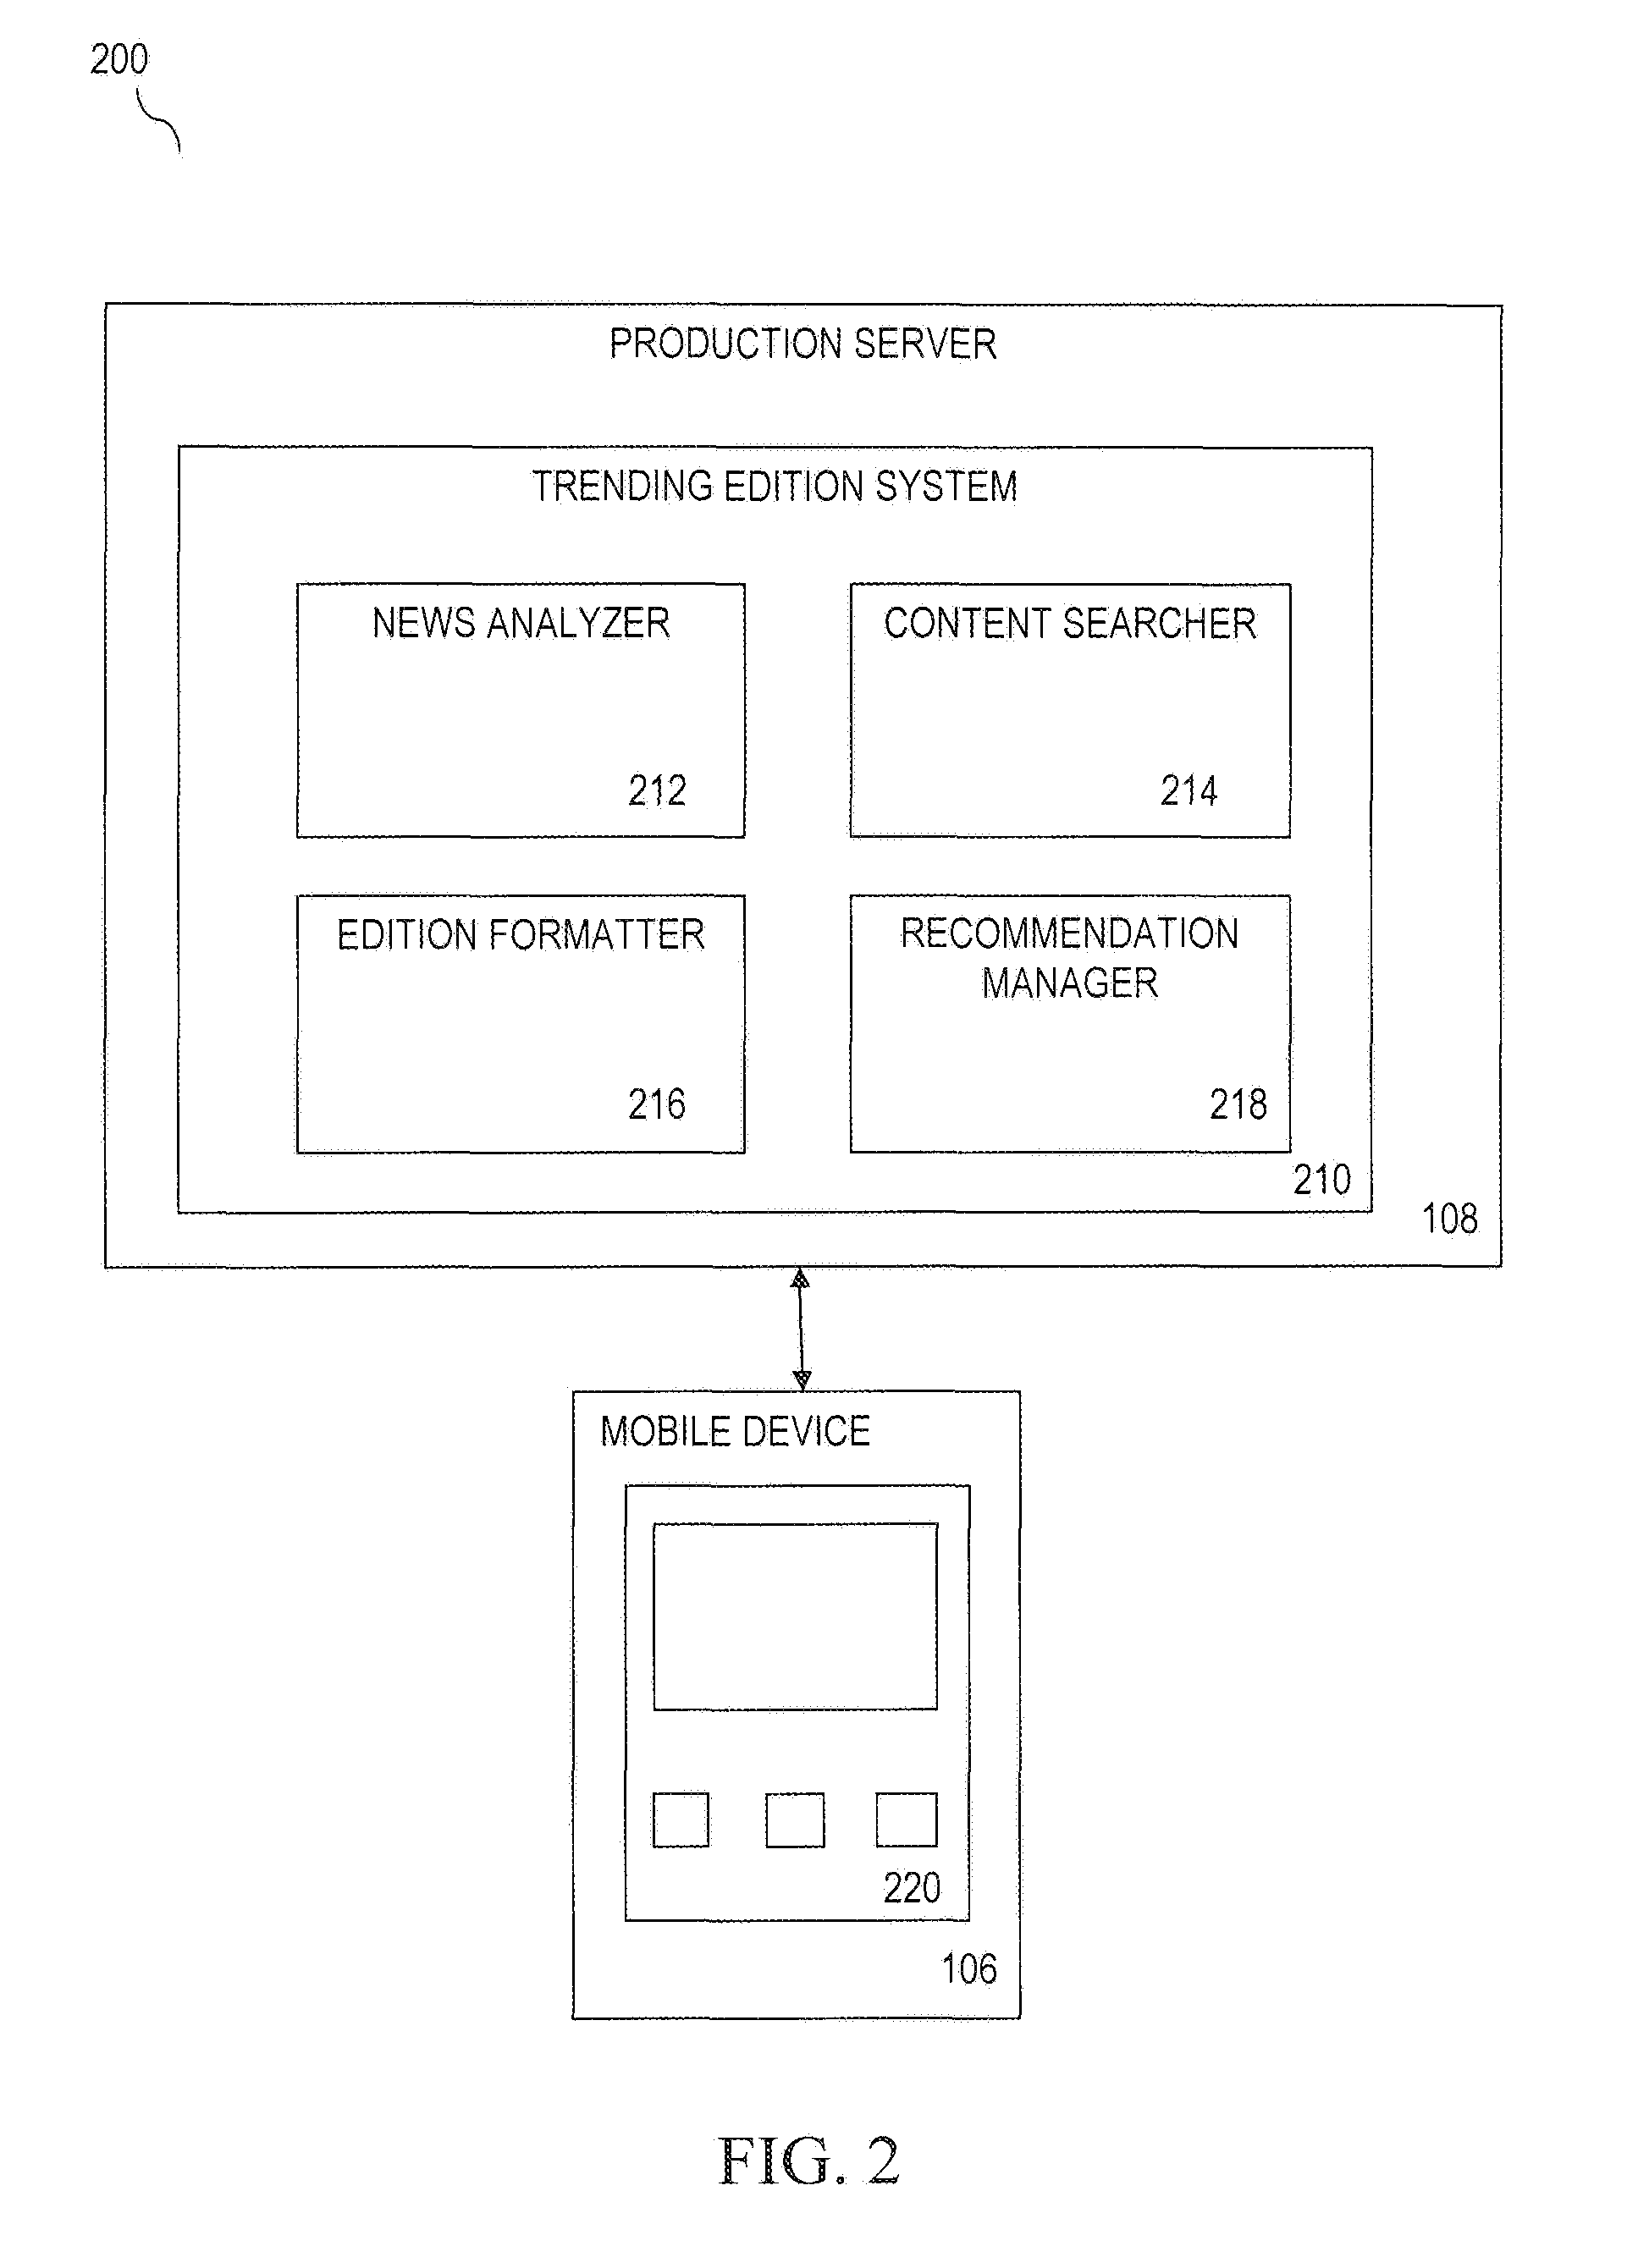 200
PRODUCTION SERVER
TRENDING EDITION SYSTEM
NEWS ANALYZER
212
CONTENT SEARCHER
214
EDITION FORMATTER
216
RECOMMENDATION
MANAGER
218
210
108
MOBILE DEVICE
220
106
FIG. 2